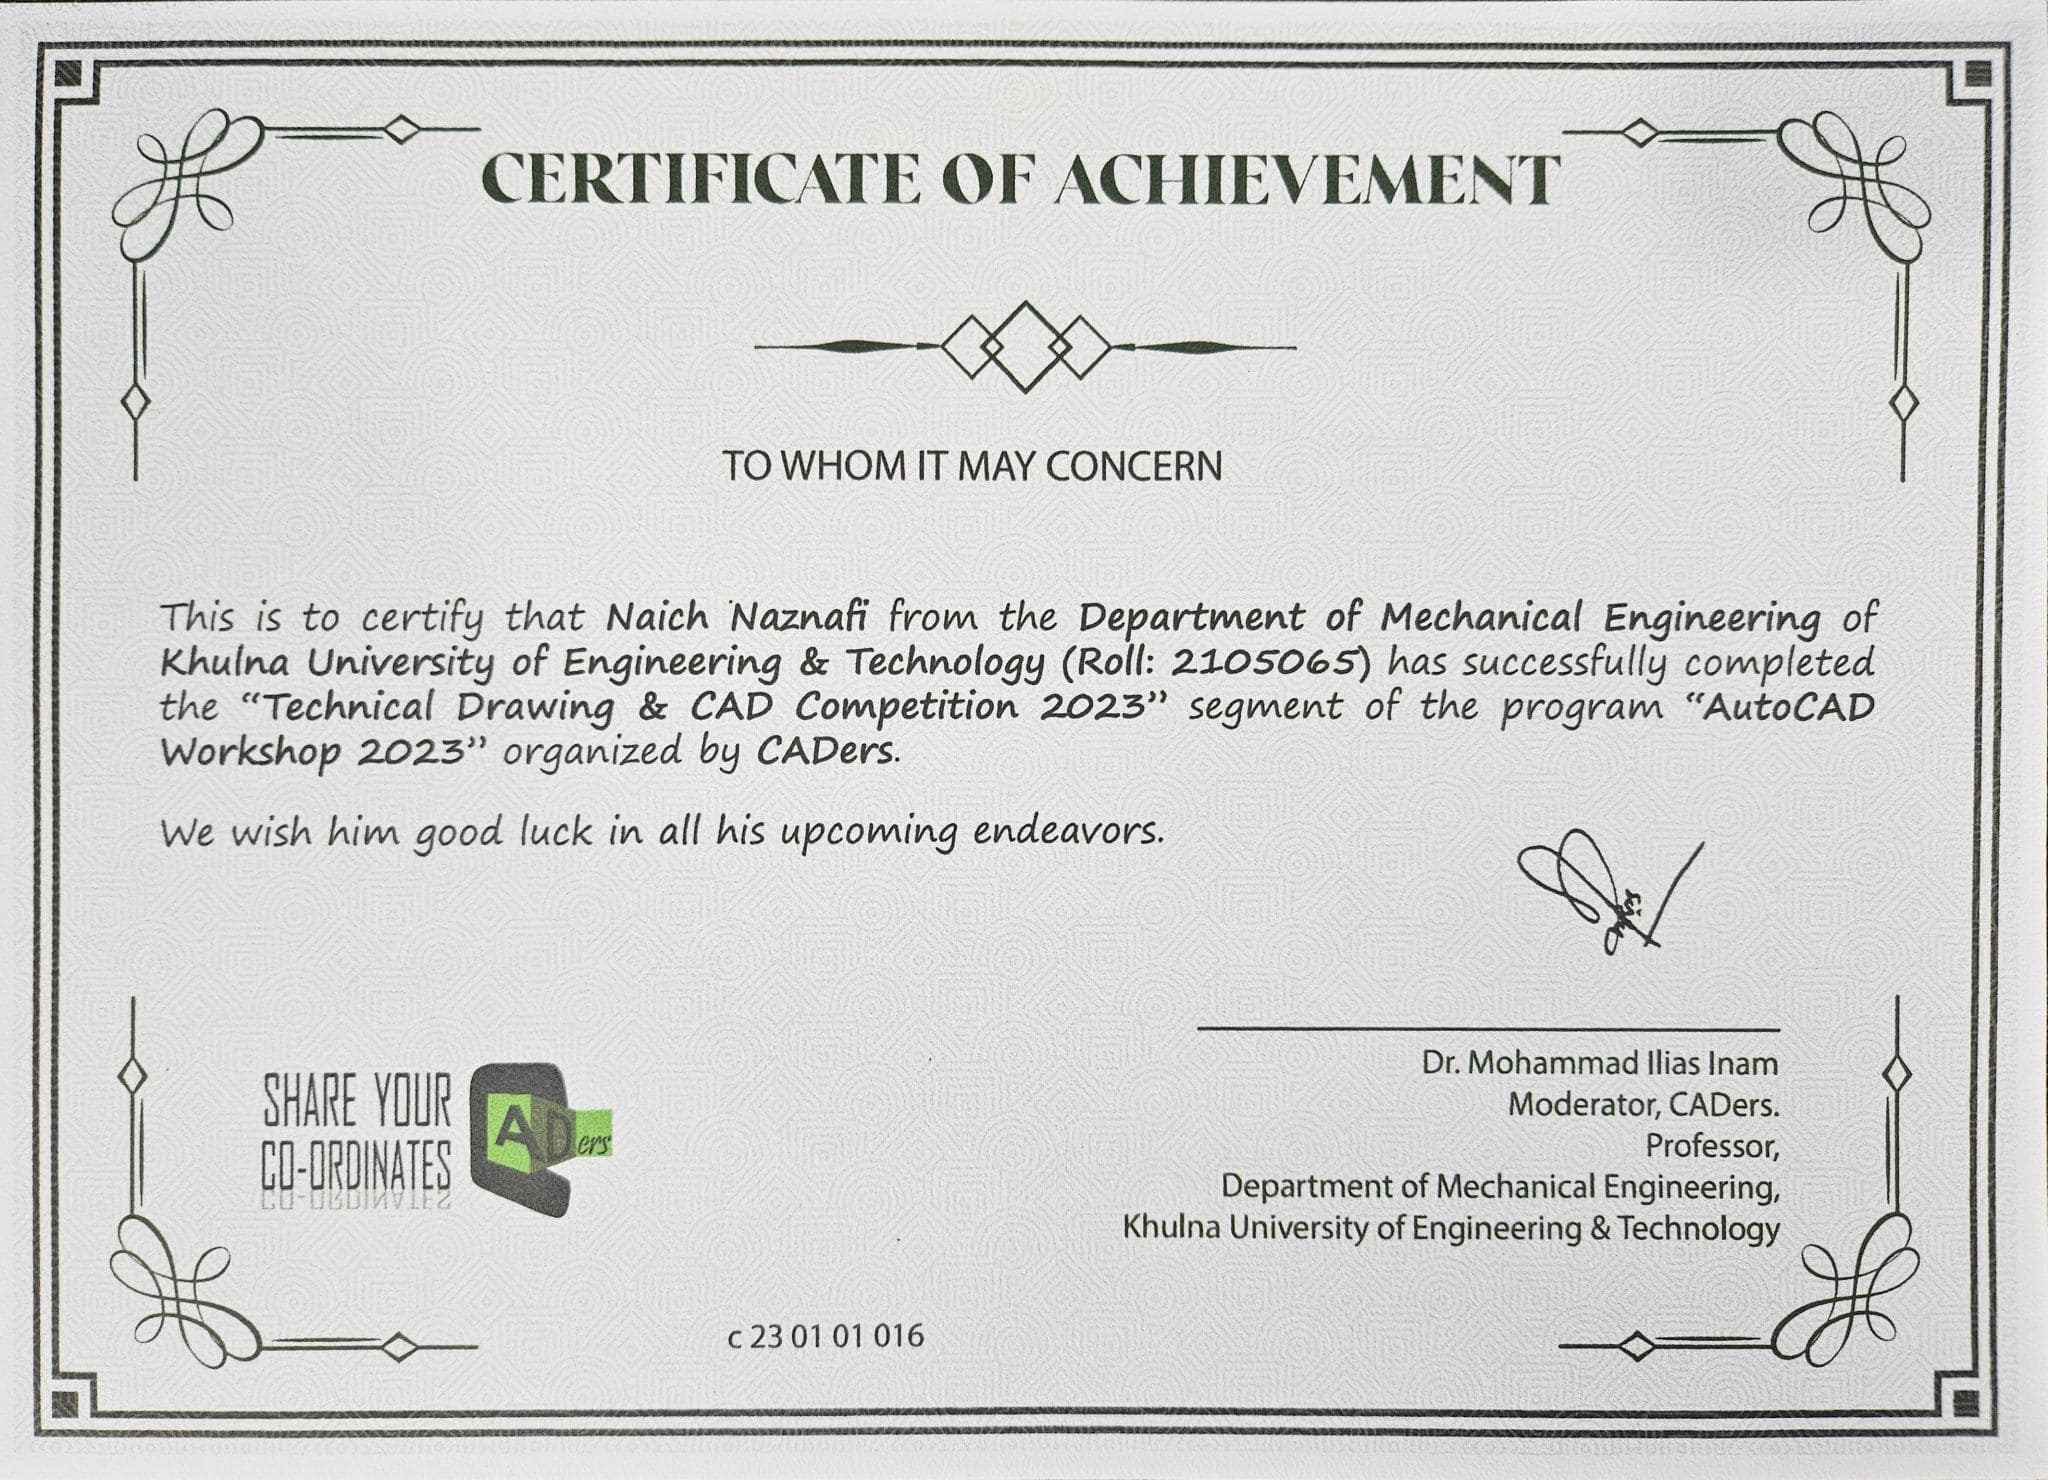 CERTIFICATE OF ACHIEVEMENT
TO WHOM IT MAY CONCERN
This is to certify that Naich Naznafi from the Department of Mechanical Engineering of
Khulna University of Engineering & Technology (Roll: 2105065) has successfully completed
the “Technical Drawing & CAD Competition 2023” segment of the program “AutoCAD
Workshop 2023” organized by CADers.
We wish him good luck in all his upcoming endeavors.
SHARE YOUR
CO-ORDINATES
CADers
Dr. Mohammad Ilias Inam
Moderator, CADers.
Professor,
Department of Mechanical Engineering,
Khulna University of Engineering & Technology
c 23 01 01 016